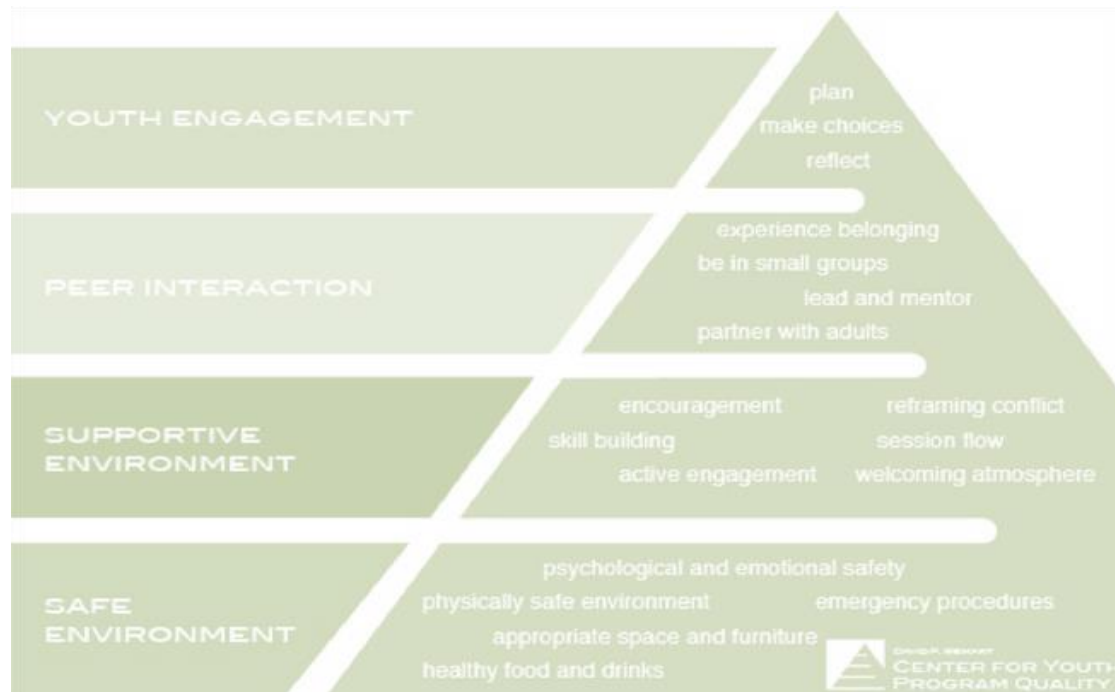 YOUTH ENGAGEMENT
plan
make choices
reflect
PEER INTERACTION
experience belonging
be in small groups
lead and mentor
partner with adults
SUPPORTIVE
ENVIRONMENT
encouragement
reframing conflict
skill building
session flow
active engagement
welcoming atmosphere
SAFE
ENVIRONMENT
psychological and emotional safety
physically safe environment
emergency procedures
appropriate space and furniture
healthy food and drinks
CENTER FOR YOUTH
PROGRAM QUALITY